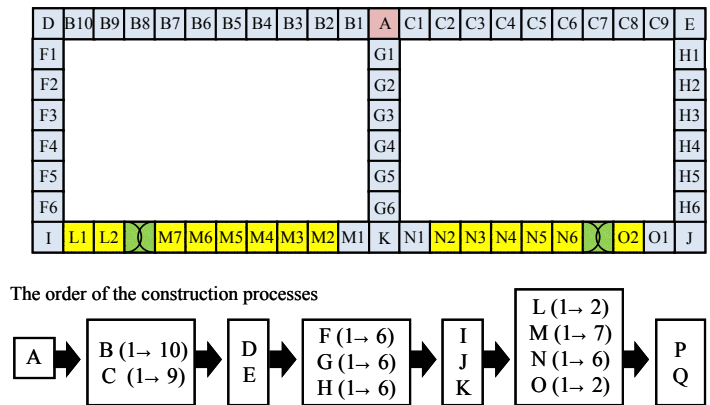 D B10 B9 B8 B7 B6 B5 B4 B3 B2 B1 A C1 C2 C3 C4 C5 C6 C7 C8 C9 E
F1 G1 H1
F2 G2 H2
F3 G3 H3
F4 G4 H4
F5 G5 H5
F6 G6 H6
I L1 L2 M7 M6 M5 M4 M3 M2 M1 K N1 N2 N3 N4 N5 N6 O2 O1 J
The order of the construction processes
A
B (1→ 10)
C (1→ 9)
D
E
F (1→ 6)
G (1→ 6)
H (1→ 6)
I
J
K
L (1→ 2)
M (1→ 7)
N (1→ 6)
O (1→ 2)
P
Q